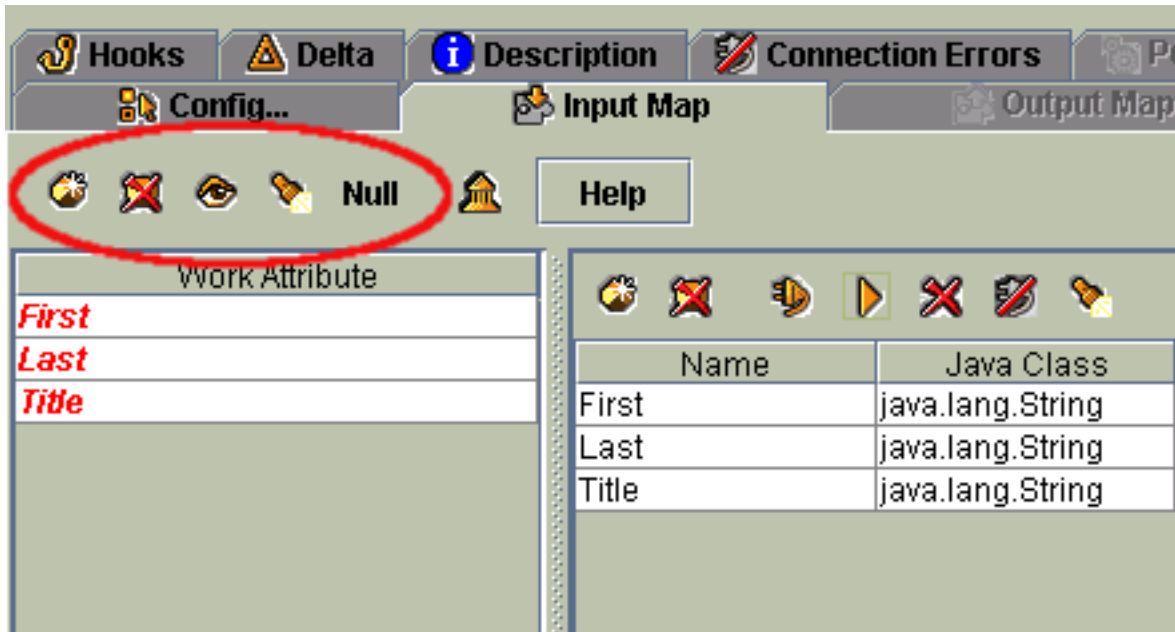 Hooks Delta Description Connection Errors
Config... Input Map Output Map
Null Help
Work Attribute
First
Last
Title
Name Java Class
First java.lang.String
Last java.lang.String
Title java.lang.String